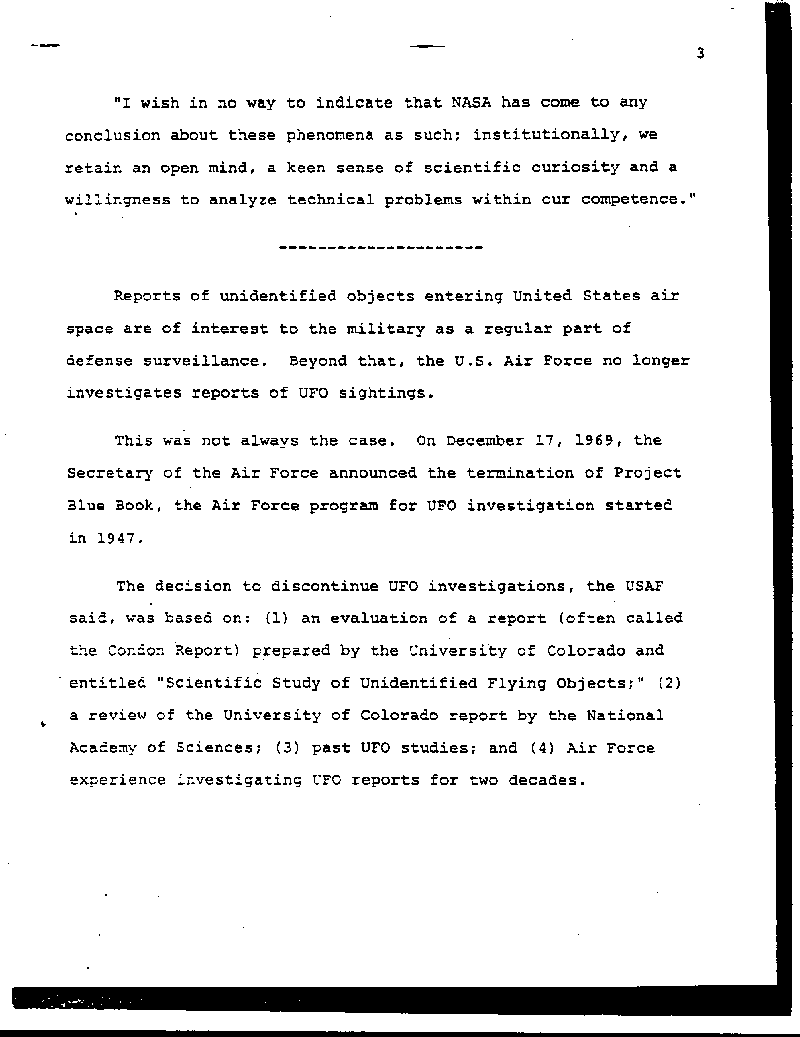 3
"I wish in no way to indicate that NASA has come to any
conclusion about these phenomena as such; institutionally, we
retain an open mind, a keen sense of scientific curiosity and a
willingness to analyze technical problems within our competence."
---------------------
Reports of unidentified objects entering United States air
space are of interest to the military as a regular part of
defense surveillance. Beyond that, the U.S. Air Force no longer
investigates reports of UFO sightings.
This was not always the case. On December 17, 1969, the
Secretary of the Air Force announced the termination of Project
Blue Book, the Air Force program for UFO investigation started
in 1947.
The decision to discontinue UFO investigations, the USAF
said, was based on: (1) an evaluation of a report (often called
the Condon Report) prepared by the University of Colorado and
entitled "Scientific Study of Unidentified Flying Objects;" (2)
a review of the University of Colorado report by the National
Academy of Sciences; (3) past UFO studies; and (4) Air Force
experience investigating UFO reports for two decades.